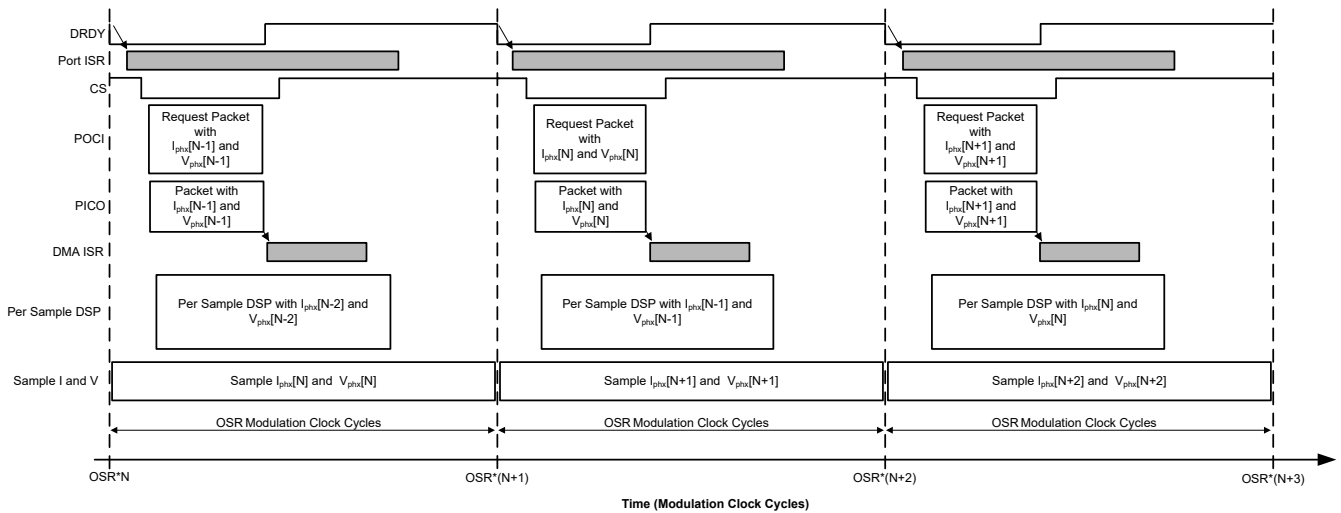 DRDY
Port ISR
CS
POCI
Request Packet
with
Iphx[N-1] and
Vphx[N-1]
Request Packet
with
Iphx[N] and Vphx[N]
Request Packet
with
Iphx[N+1] and
Vphx[N+1]
PICO
Packet with
Iphx[N-1] and
Vphx[N-1]
Packet with
Iphx[N] and
Vphx[N]
Packet with
Iphx[N+1] and
Vphx[N+1]
DMA ISR
Per Sample DSP
Per Sample DSP with Iphx[N-2] and
Vphx[N-2]
Per Sample DSP with Iphx[N-1] and
Vphx[N-1]
Per Sample DSP with Iphx[N] and
Vphx[N]
Sample I and V
Sample Iphx[N] and Vphx[N]
Sample Iphx[N+1] and Vphx[N+1]
Sample Iphx[N+2] and Vphx[N+2]
OSR Modulation Clock Cycles
OSR Modulation Clock Cycles
OSR Modulation Clock Cycles
OSR*N
OSR*(N+1)
OSR*(N+2)
OSR*(N+3)
Time (Modulation Clock Cycles)